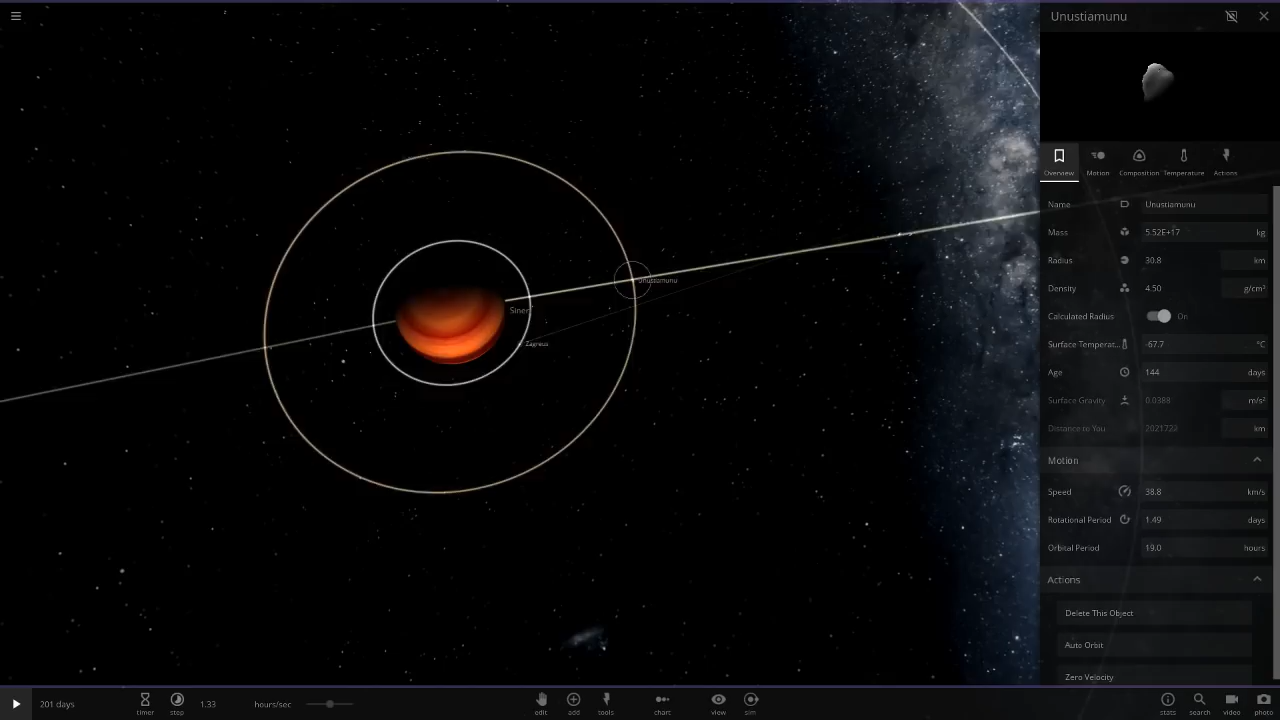 Unustiamunu
Overview Motion Composition Temperature Actions
Name Unustiamunu
Mass 5.52E+17 kg
Radius 30.8 km
Density 4.50 g/cm³
Calculated Radius On
Surface Temperat... -67.7 °C
Age 144 days
Surface Gravity 0.0388 m/s²
Distance to You 2021722 km
Motion
Speed 38.8 km/s
Rotational Period 1.49 days
Orbital Period 19.0 hours
Actions
Delete This Object
Auto Orbit
Zero Velocity
Unustiamunu
Siner
Zagreus
201 days
timer
step
1.33 hours/sec
edit
add
tools
chart
view
sim
stats
search
video
photo